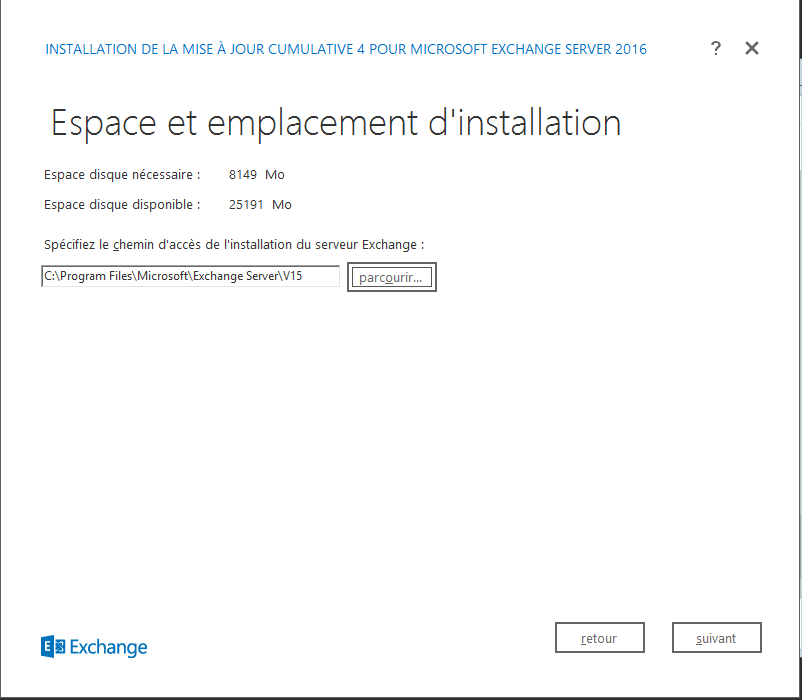 INSTALLATION DE LA MISE À JOUR CUMULATIVE 4 POUR MICROSOFT EXCHANGE SERVER 2016 ?
Espace et emplacement d'installation
Espace disque nécessaire : 8149 Mo
Espace disque disponible : 25191 Mo
Spécifiez le chemin d'accès de l'installation du serveur Exchange :
C:\Program Files\Microsoft\Exchange Server\V15 parcourir...
Exchange retour suivant